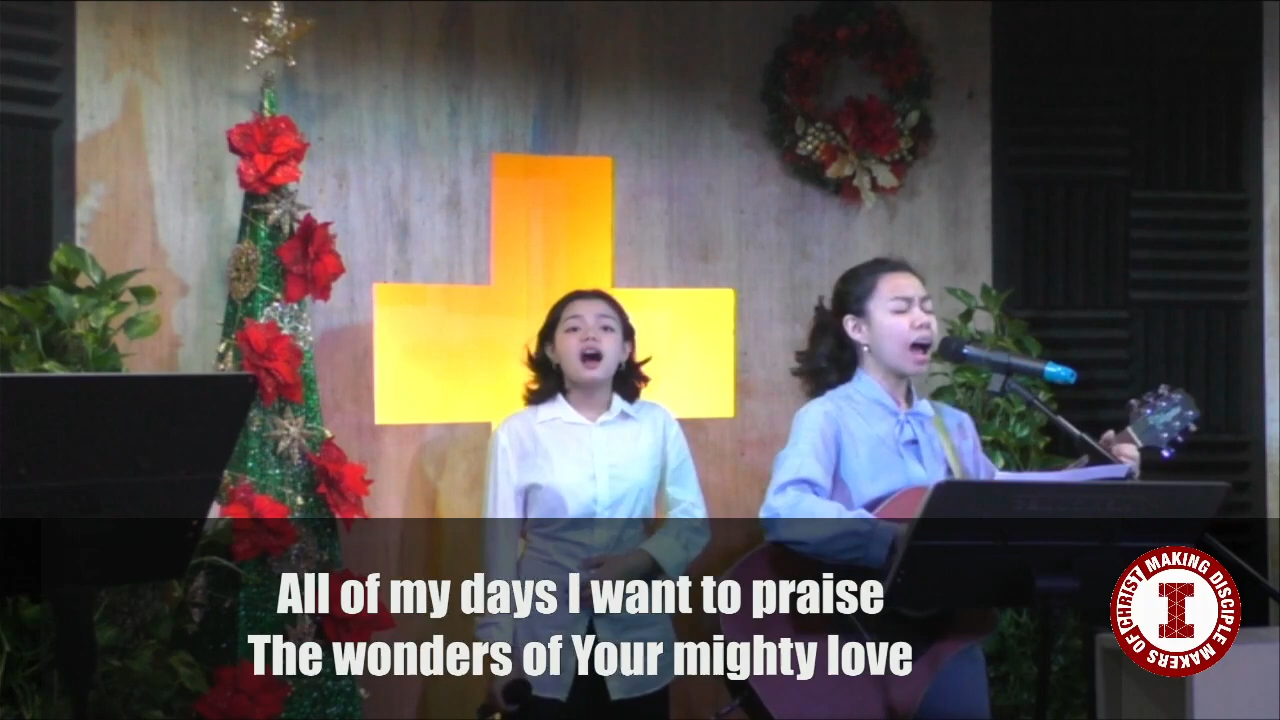 All of my days I want to praise
The wonders of Your mighty love
MAKING DISCIPLE MAKERS OF CHRIST
I